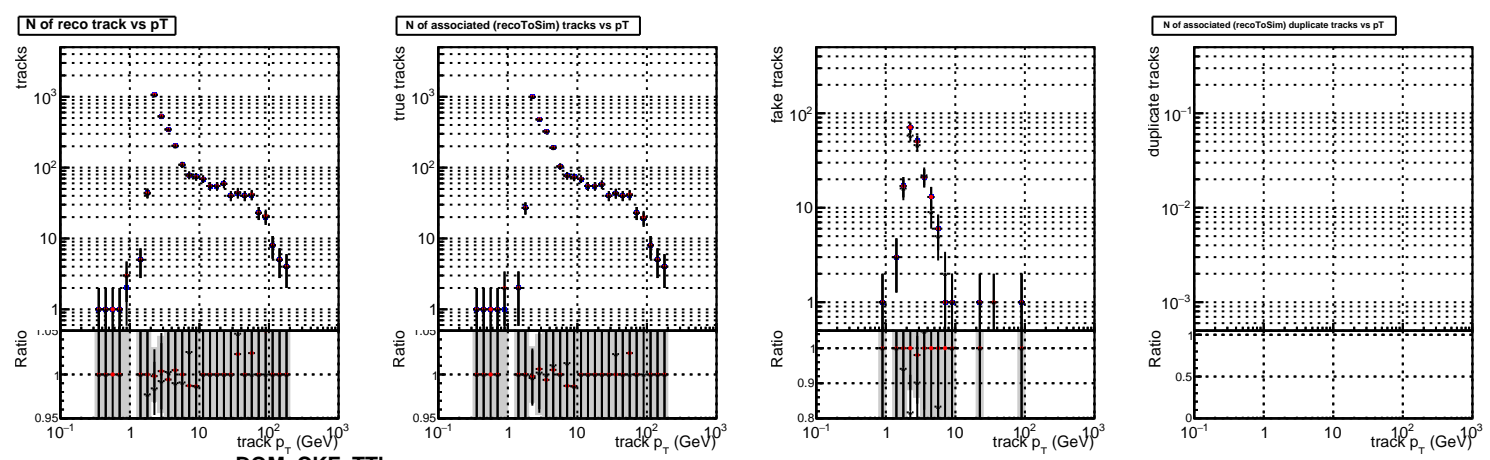 N of reco track vs pT
tracks
10³
10²
10
1
1.05
Ratio
1
0.95
10⁻¹ 1 10 10² 10³
track p_T (GeV)
N of associated (recoToSim) tracks vs pT
true tracks
10³
10²
10
1
1.05
Ratio
1
0.95
10⁻¹ 1 10 10² 10³
track p_T (GeV)
fake tracks
10²
10
1
Ratio
1
0.9
0.8
10⁻¹ 1 10 10² 10³
track p_T (GeV)
N of associated (recoToSim) duplicate tracks vs pT
duplicate tracks
10⁻¹
10⁻²
10⁻³
Ratio
1
0.5
0
10⁻¹ 1 10 10² 10³
track p_T (GeV)